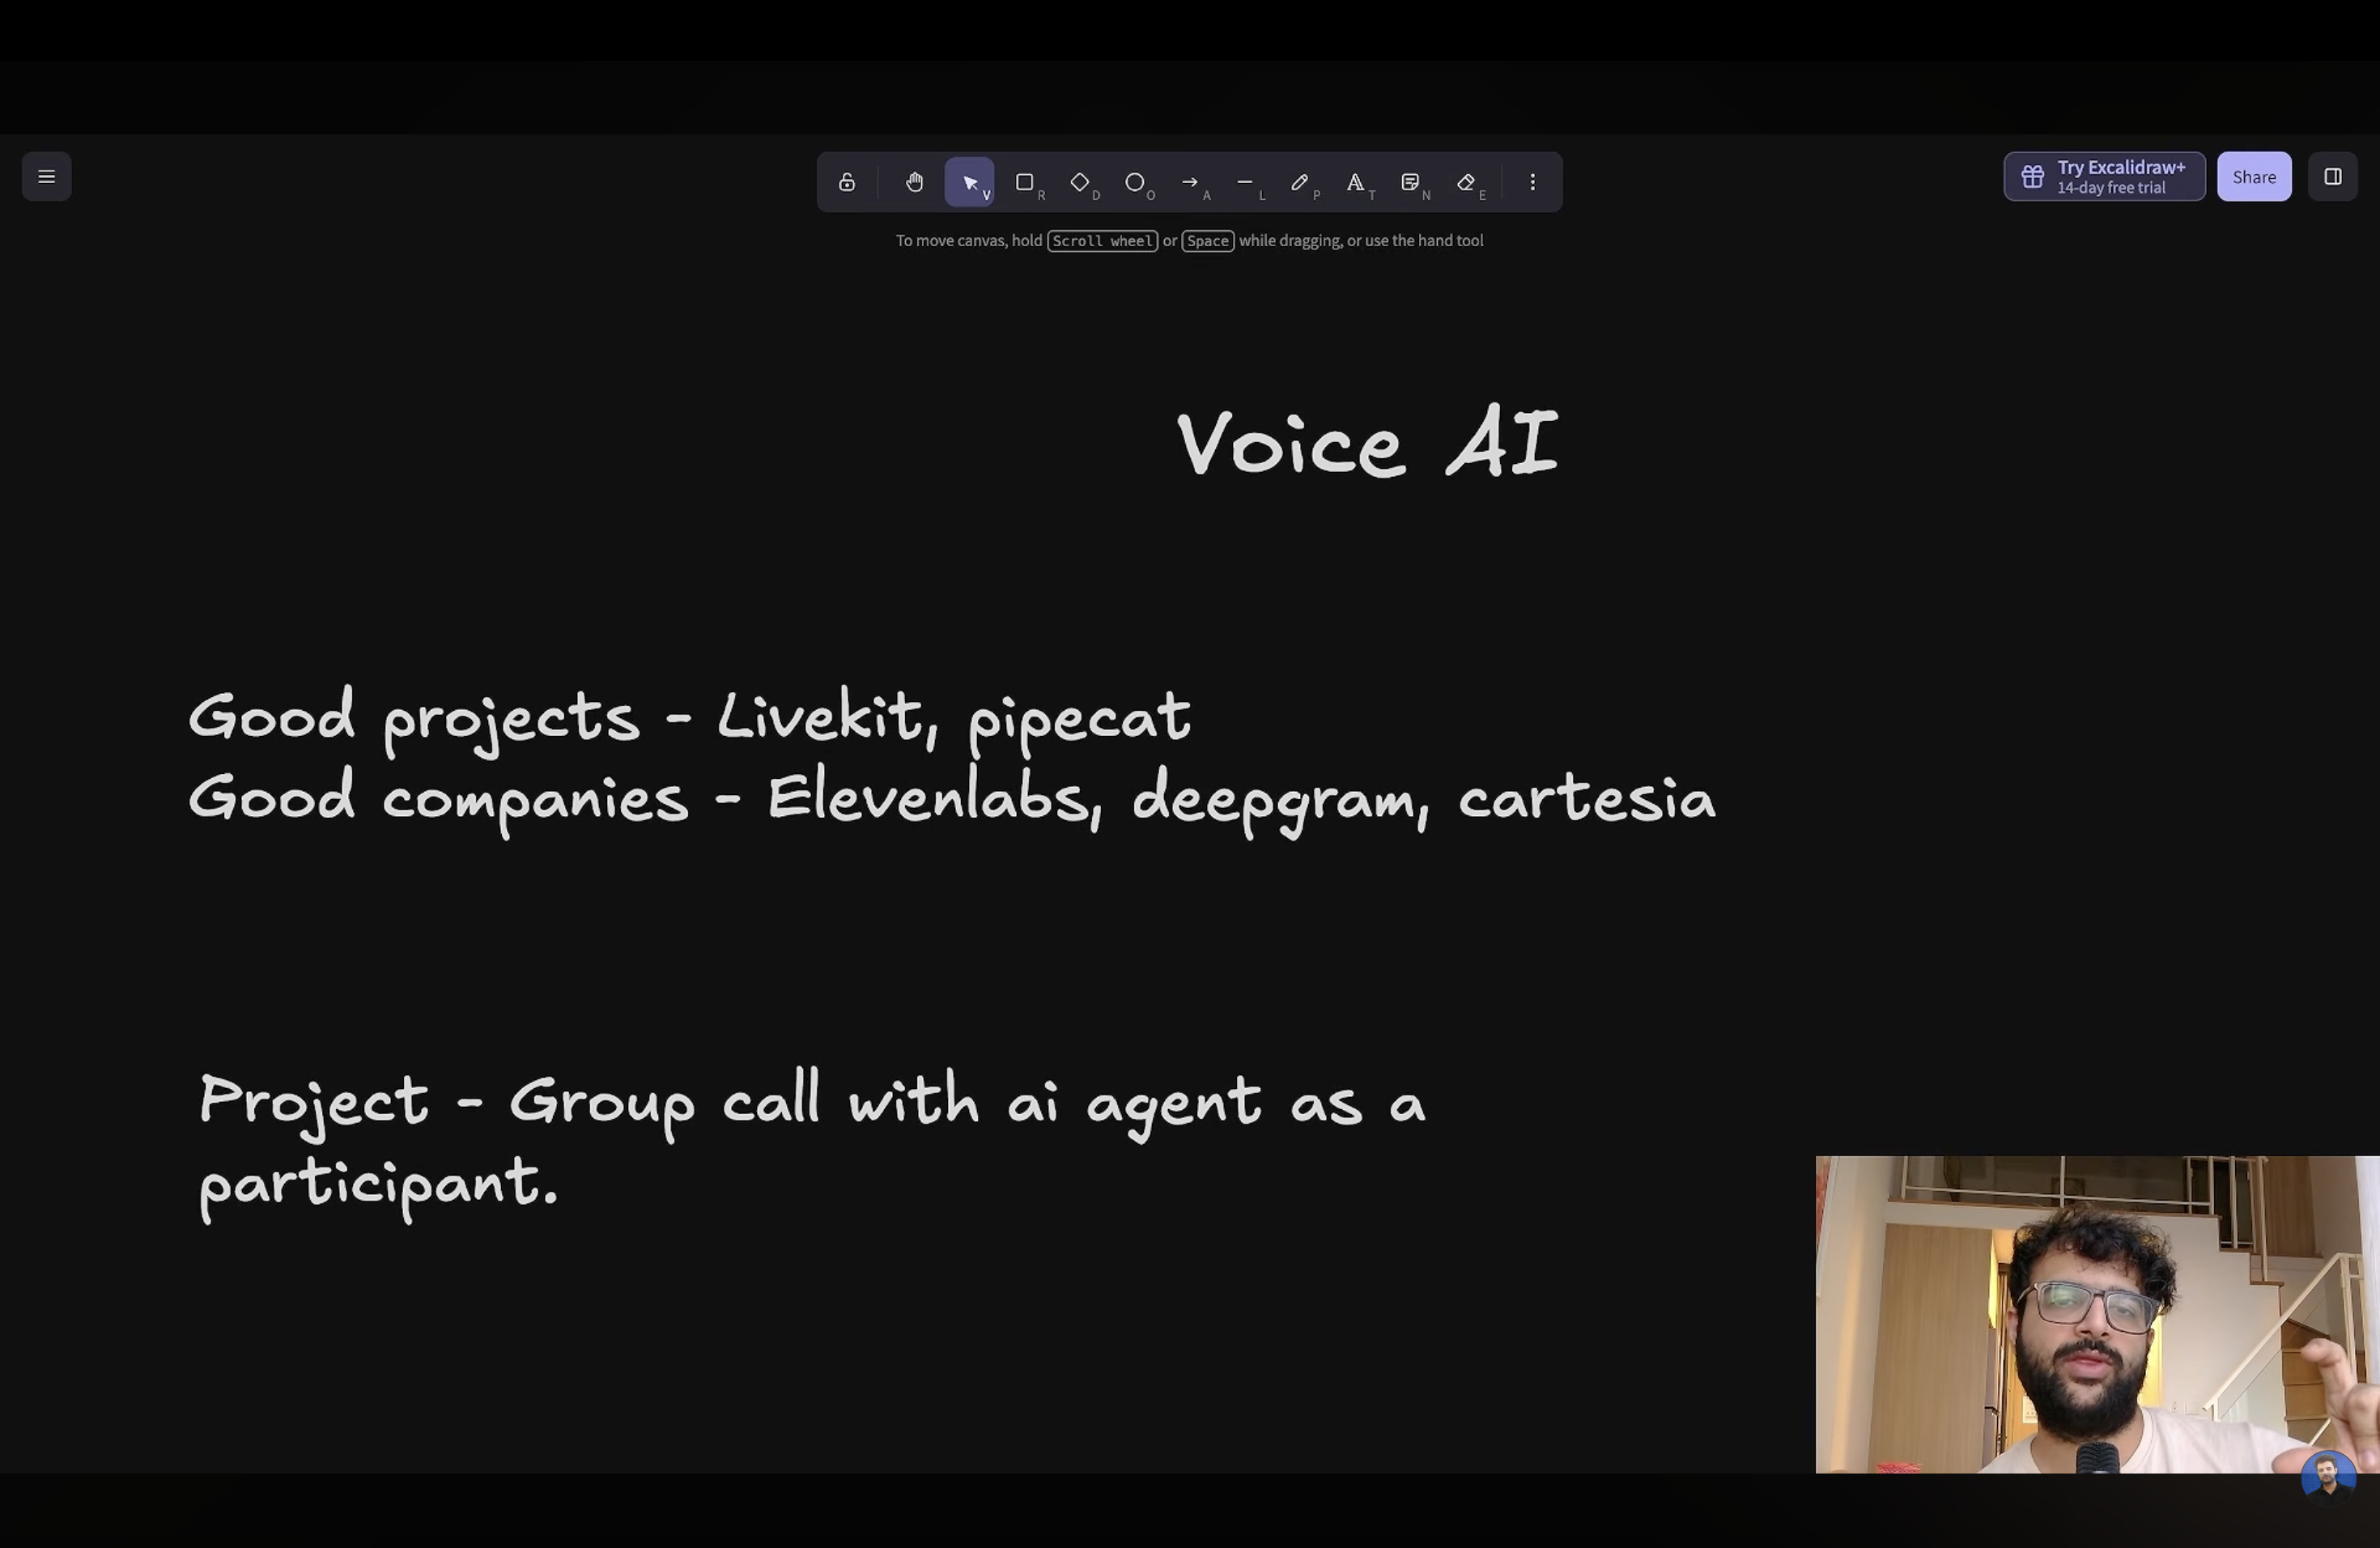 Try Excalidraw+
14-day free trial
Share
V
R
D
O
A
L
P
T
N
E
To move canvas, hold Scroll wheel or Space while dragging, or use the hand tool
Voice AI
Good projects - Livekit, pipecat
Good companies - Elevenlabs, deepgram, cartesia
Project - Group call with ai agent as a
participant.